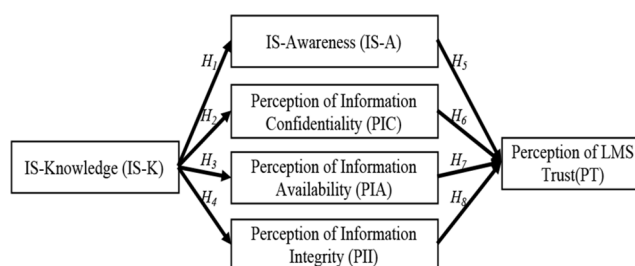 IS-Awareness (IS-A)
H1
H5
Perception of Information
Confidentiality (PIC)
H2
H6
IS-Knowledge (IS-K)
H3
Perception of Information
Availability (PIA)
H7
Perception of LMS
Trust(PT)
H4
H8
Perception of Information
Integrity (PII)